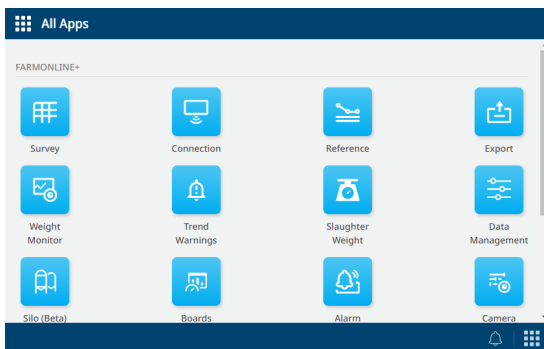 All Apps
FARMONLINE+
Survey
Connection
Reference
Export
Weight
Monitor
Trend
Warnings
Slaughter
Weight
Data
Management
Silo (Beta)
Boards
Alarm
Camera